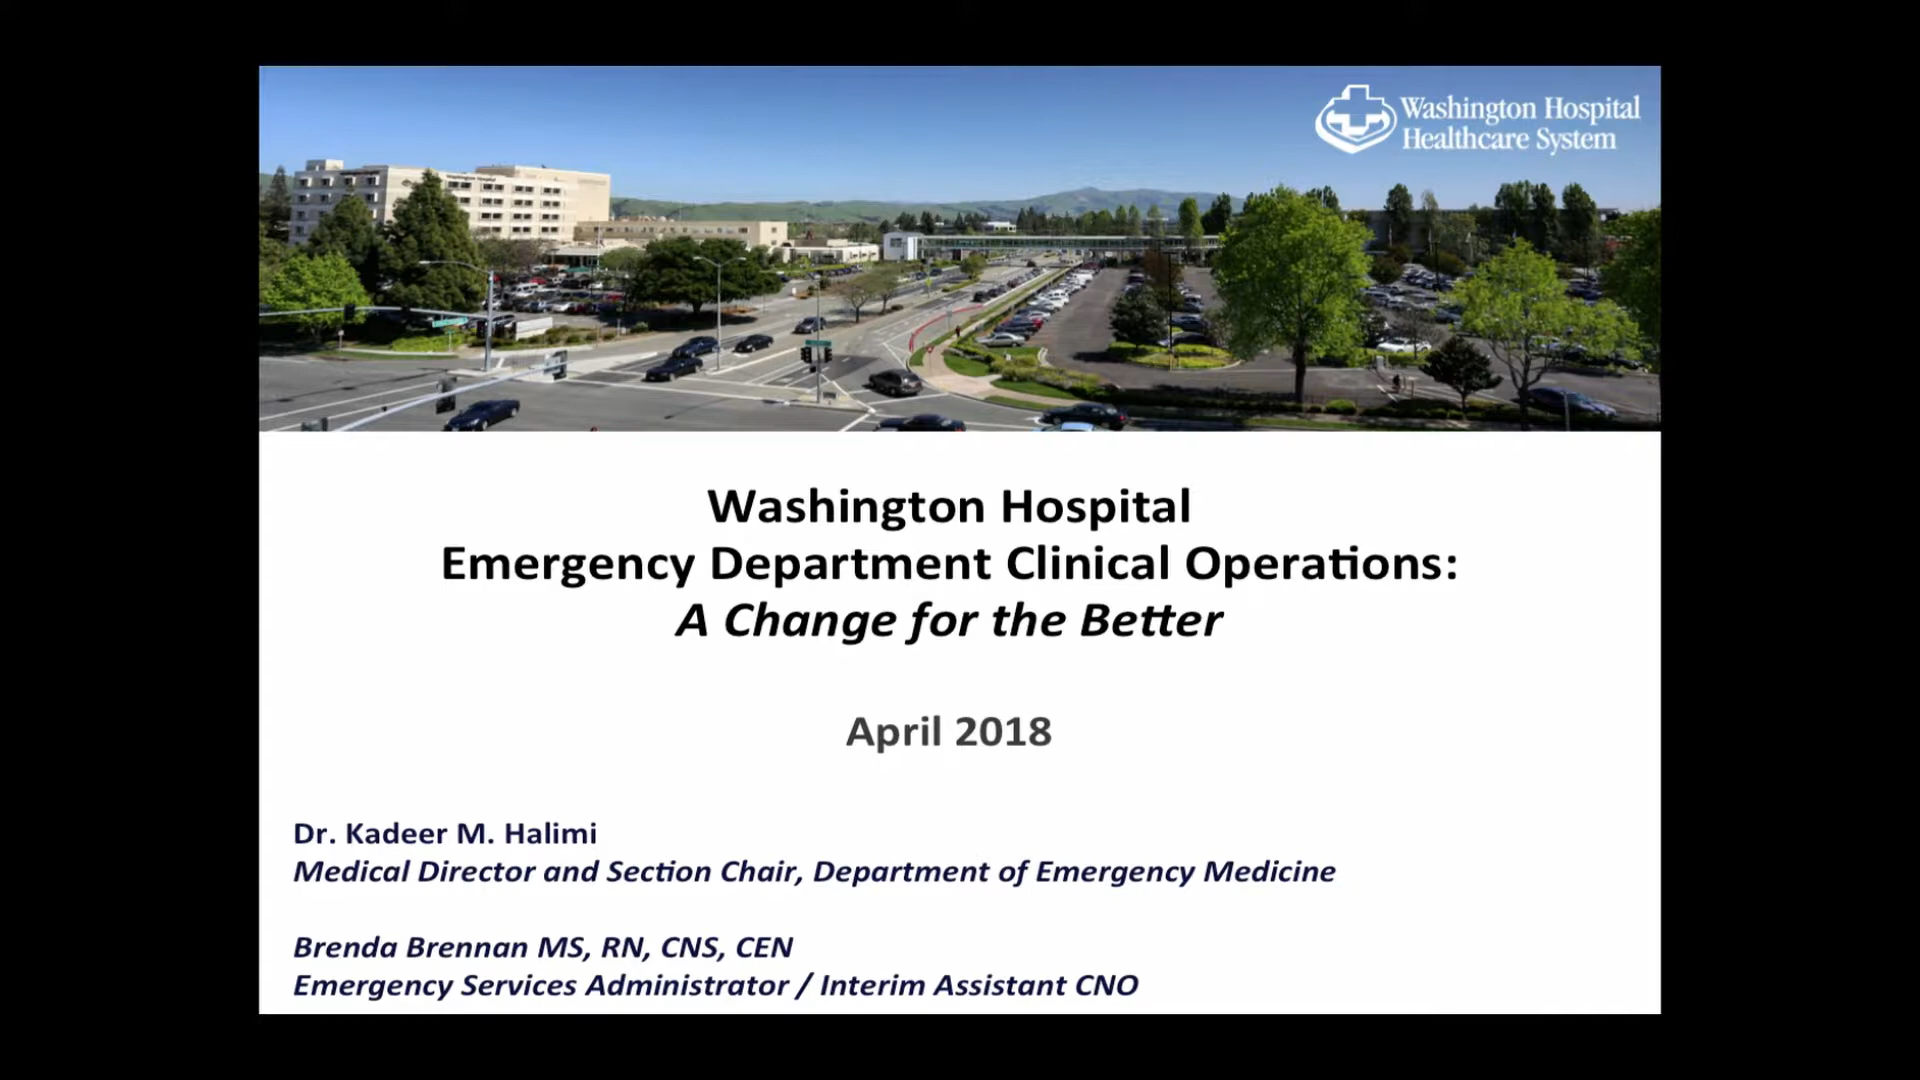 Washington Hospital
Healthcare System
Washington Hospital
Washington Hospital
Emergency Department Clinical Operations:
A Change for the Better
April 2018
Dr. Kadeer M. Halimi
Medical Director and Section Chair, Department of Emergency Medicine
Brenda Brennan MS, RN, CNS, CEN
Emergency Services Administrator / Interim Assistant CNO